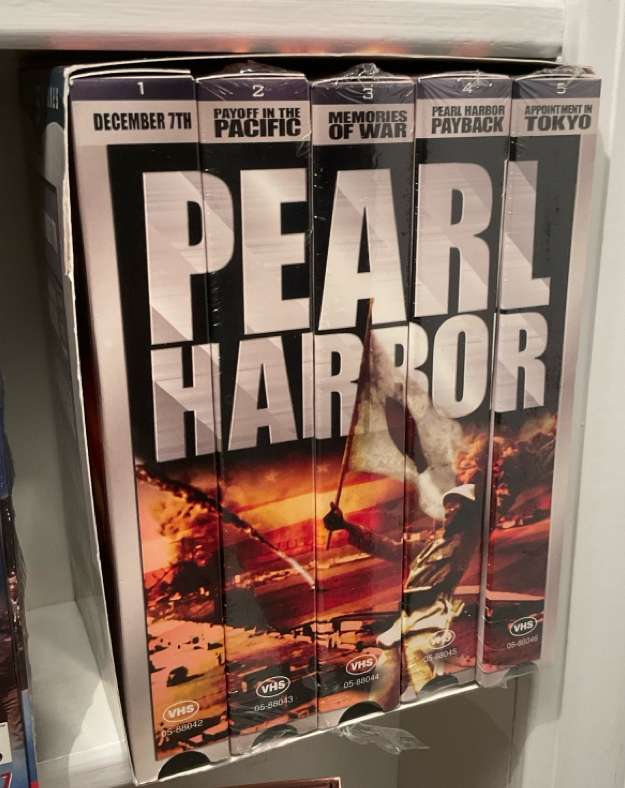 1
DECEMBER 7TH
2
PAYOFF IN THE
PACIFIC
3
MEMORIES
OF WAR
4
PEARL HARBOR
PAYBACK
5
APPOINTMENT IN
TOKYO
PEARL
HARBOR
VHS
05-88042
VHS
05-88043
VHS
05-88044
VHS
05-88045
VHS
05-88046